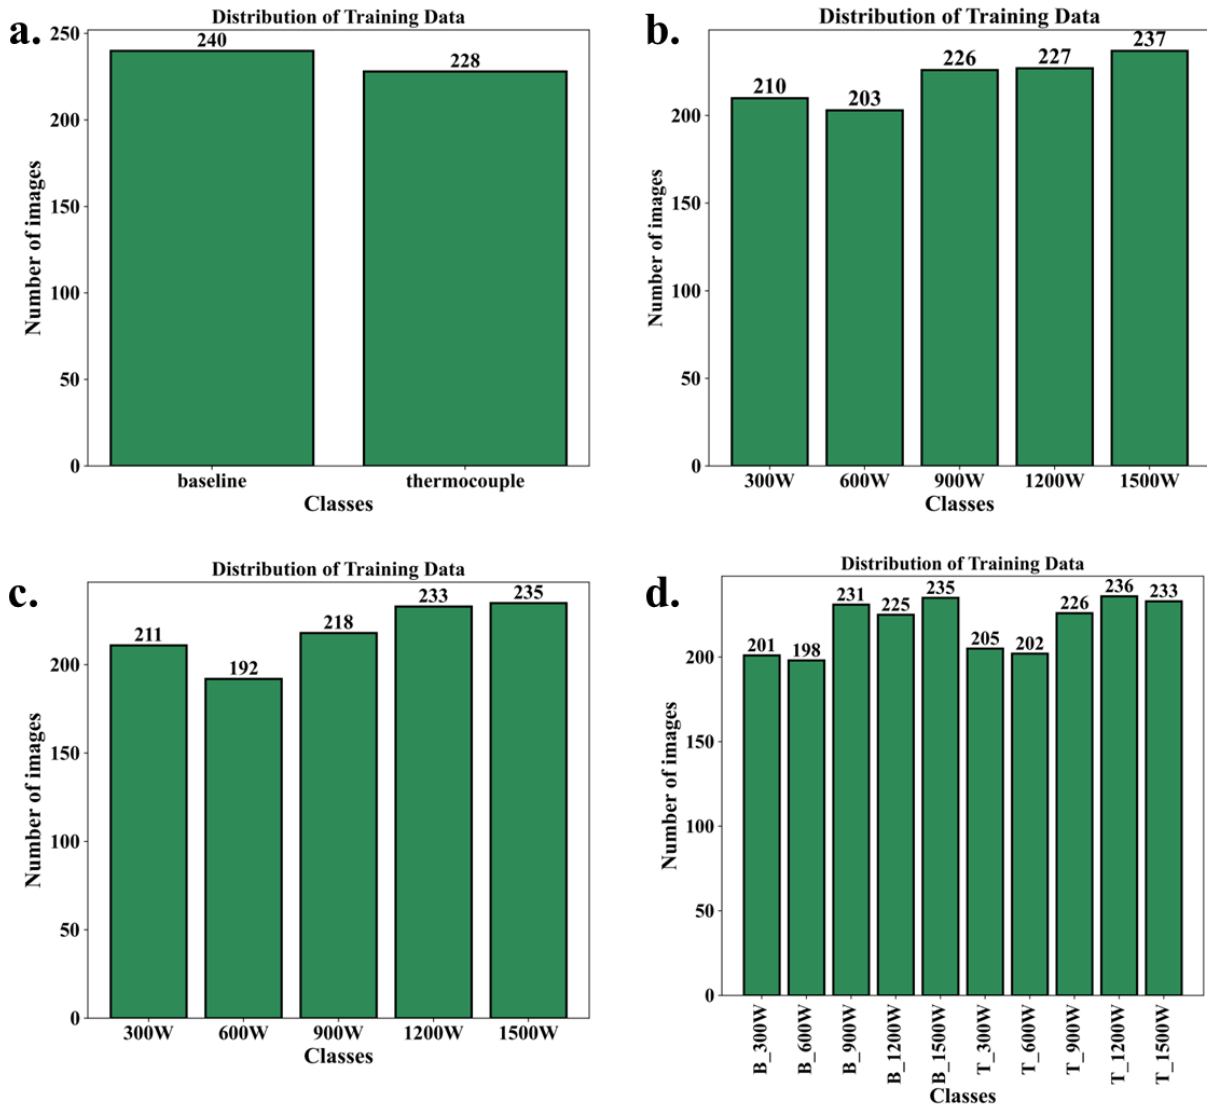 a.
Distribution of Training Data
250
200
150
100
50
0
Number of images
240
228
baseline
thermocouple
Classes
b.
Distribution of Training Data
200
150
100
50
0
Number of images
210
203
226
227
237
300W
600W
900W
1200W
1500W
Classes
c.
Distribution of Training Data
200
150
100
50
0
Number of images
211
192
218
233
235
300W
600W
900W
1200W
1500W
Classes
d.
Distribution of Training Data
200
150
100
50
0
Number of images
201
198
231
225
235
205
202
226
236
233
B_300W
B_600W
B_900W
B_1200W
B_1500W
T_300W
T_600W
T_900W
T_1200W
T_1500W
Classes